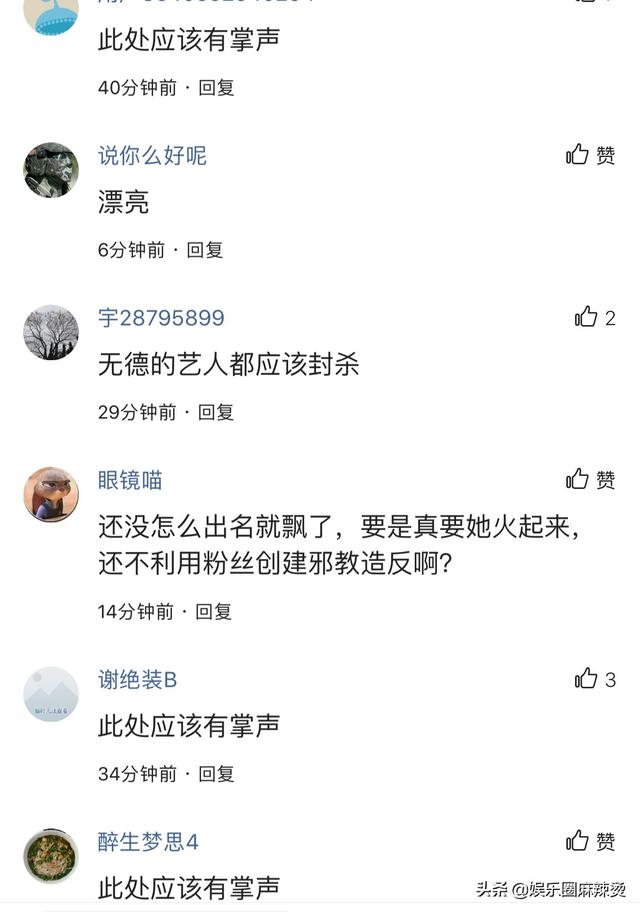 此处应该有掌声
40分钟前 · 回复
说你么好呢
赞
漂亮
6分钟前 · 回复
宇28795899
2
无德的艺人都应该封杀
29分钟前 · 回复
眼镜喵
赞
还没怎么出名就飘了，要是真要她火起来，
还不利用粉丝创建邪教造反啊？
14分钟前 · 回复
谢绝装B
3
此处应该有掌声
34分钟前 · 回复
醉生梦思4
赞
此处应该有掌声
头条 @娱乐圈麻辣烫